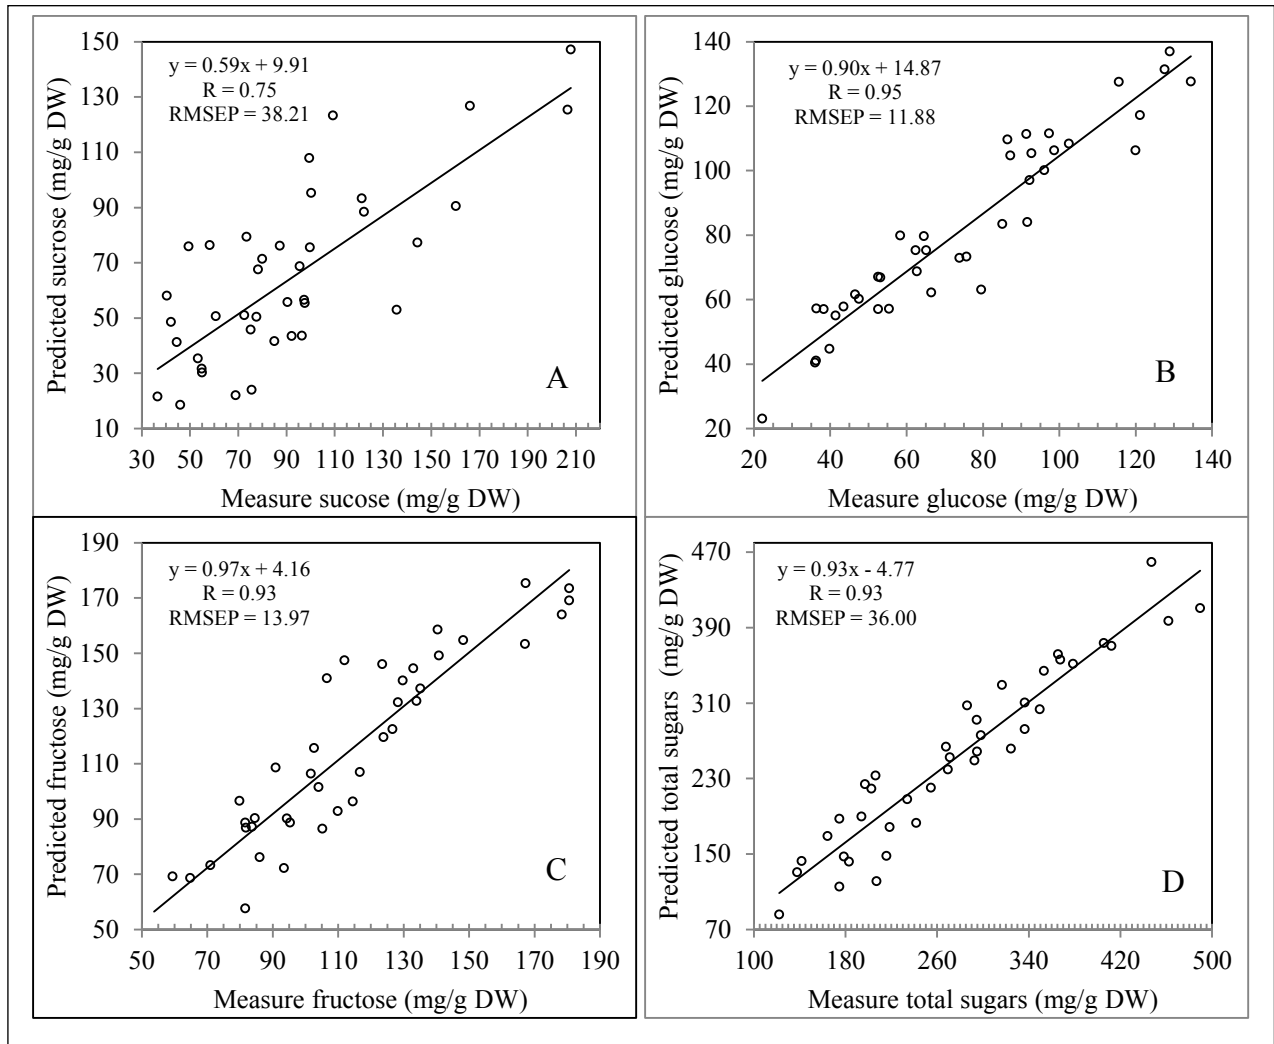 Predicted sucrose (mg/g DW)
150
130
110
90
70
50
30
10
y = 0.59x + 9.91
R = 0.75
RMSEP = 38.21
A
30 50 70 90 110 130 150 170 190 210
Measure sucose (mg/g DW)
Predicted glucose (mg/g DW)
140
120
100
80
60
40
20
y = 0.90x + 14.87
R = 0.95
RMSEP = 11.88
B
20 40 60 80 100 120 140
Measure glucose (mg/g DW)
Predicted fructose (mg/g DW)
190
170
150
130
110
90
70
50
y = 0.97x + 4.16
R = 0.93
RMSEP = 13.97
C
50 70 90 110 130 150 170 190
Measure fructose (mg/g DW)
Predicted total sugars (mg/g DW)
470
390
310
230
150
70
y = 0.93x - 4.77
R = 0.93
RMSEP = 36.00
D
100 180 260 340 420 500
Measure total sugars (mg/g DW)